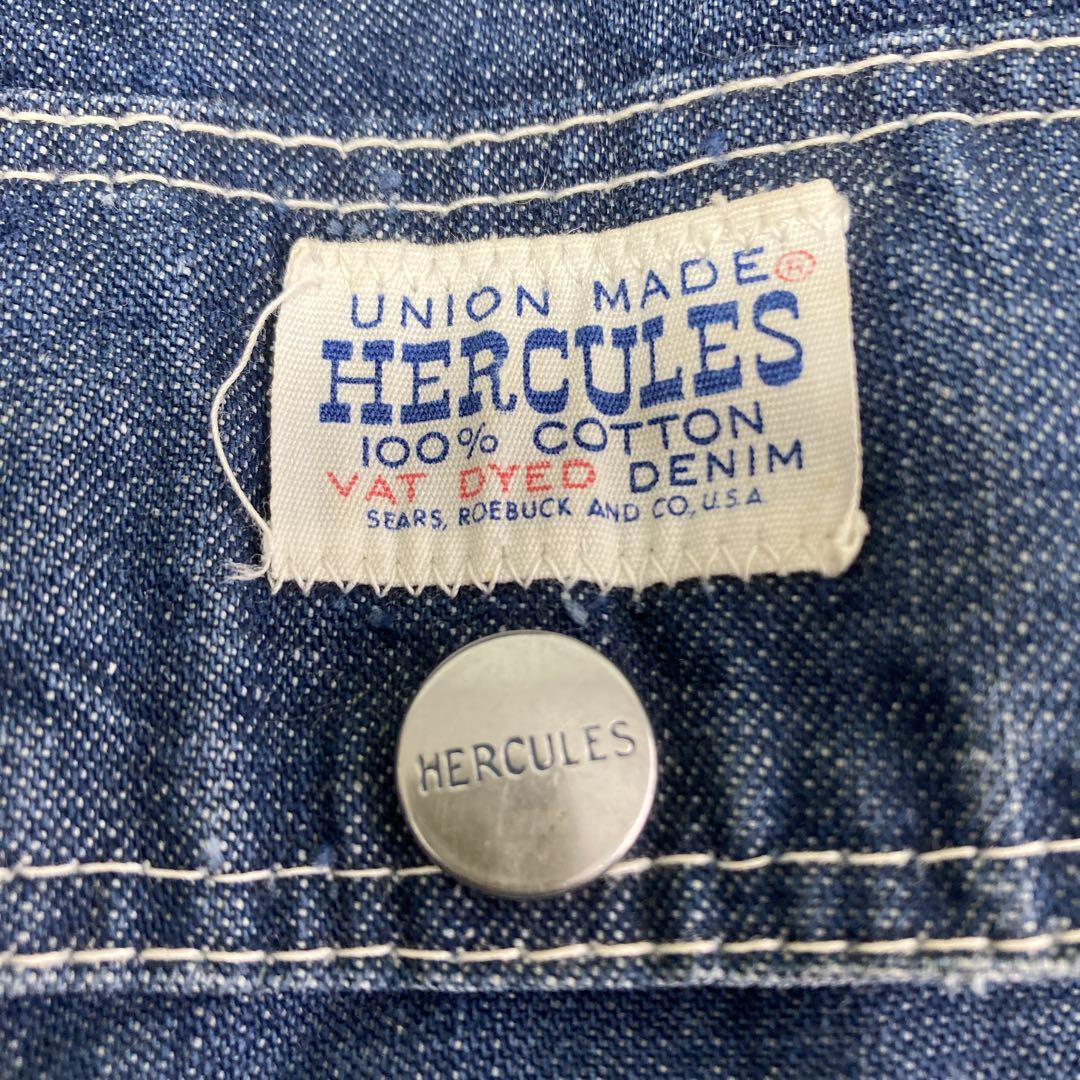 UNION MADE ®
HERCULES
100% COTTON
VAT DYED DENIM
SEARS, ROEBUCK AND CO., U.S.A
HERCULES